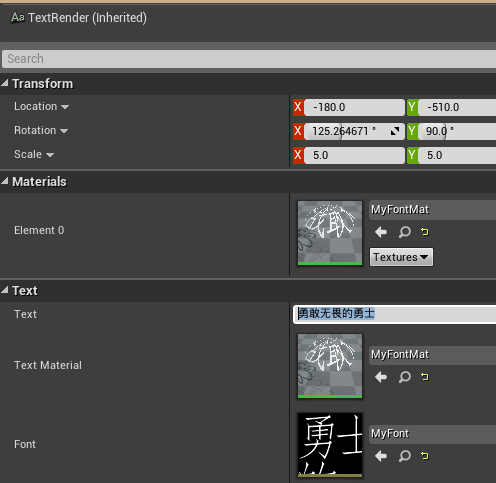 Aa TextRender (Inherited)
Search
Transform
Location X -180.0 Y -510.0
Rotation X 125.264671 ° Y 90.0 °
Scale X 5.0 Y 5.0
Materials
Element 0 MyFontMat
Textures
Text
Text 勇敢无畏的勇士
Text Material MyFontMat
Font 勇士 MyFont